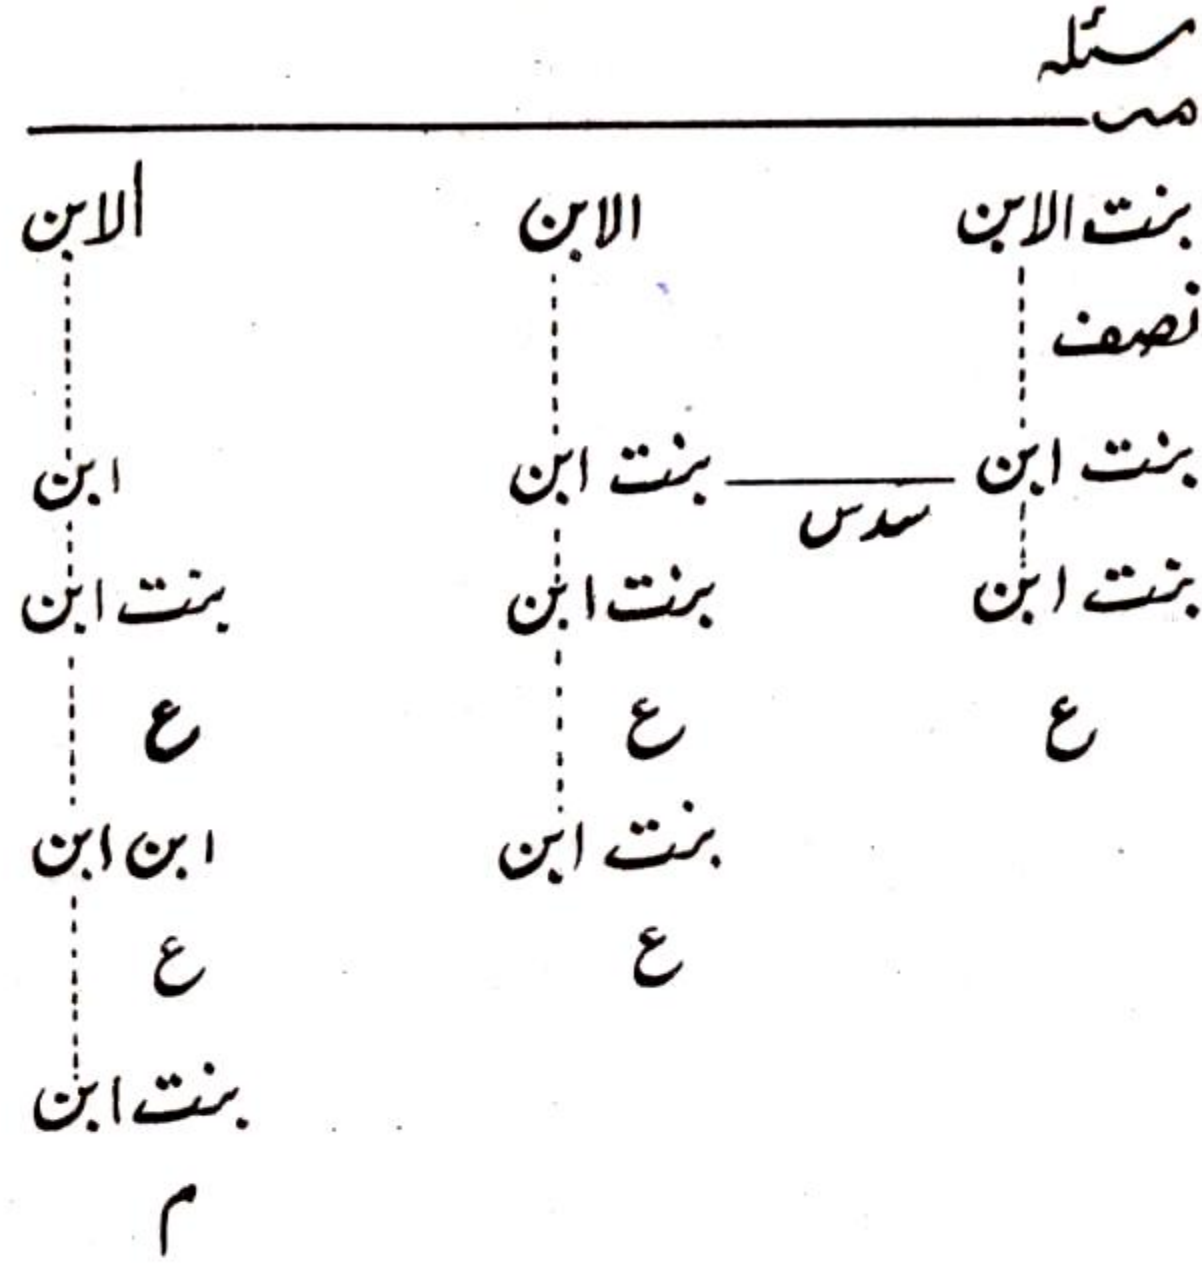 مسئلہ
مـ
بنت الابن الابن الابن
نصف
بنت ابن سدس بنت ابن ابن
بنت ابن بنت ابن بنت ابن
ع ع ع
بنت ابن ابن ابن
ع ع
بنت ابن
م